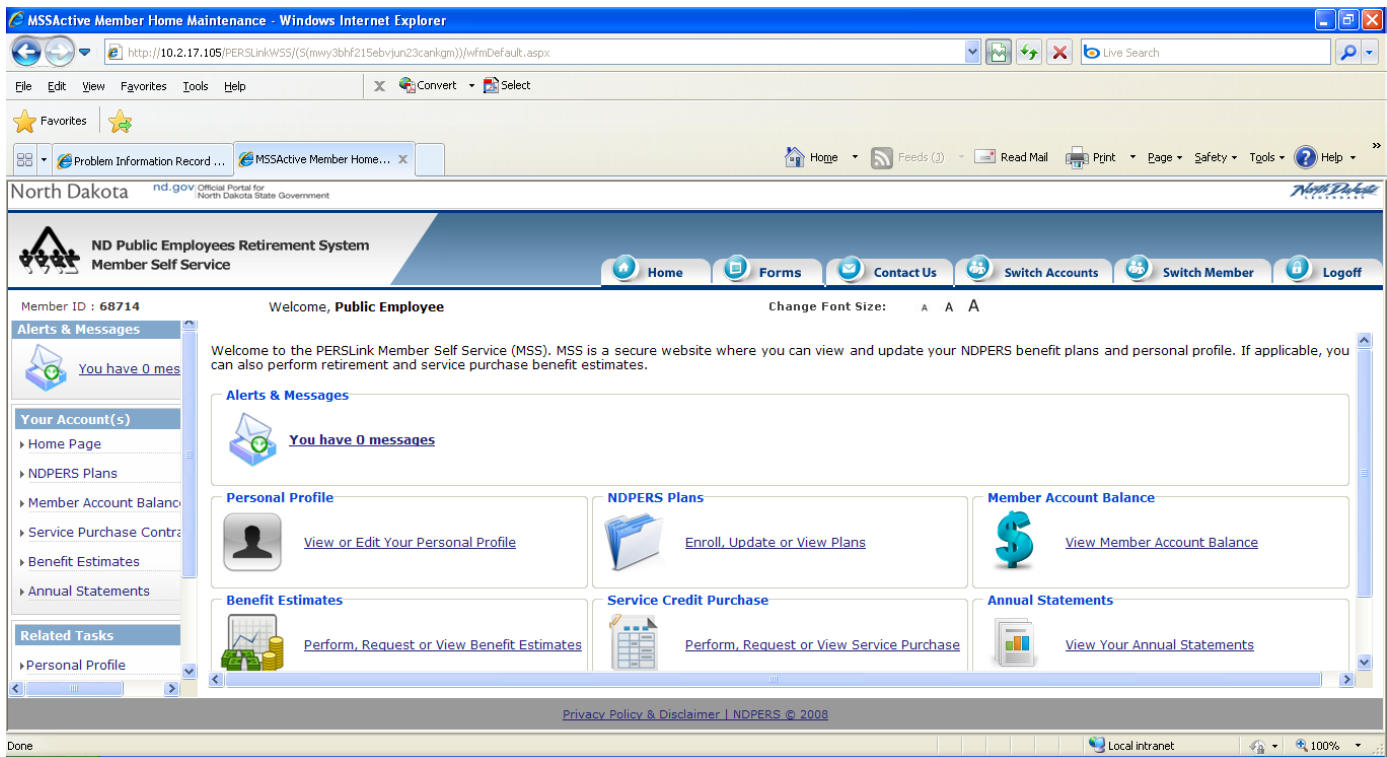 MSSActive Member Home Maintenance - Windows Internet Explorer
http://10.2.17.105/PERSLinkWSS/(S(mwy3bhf215ebvjun23cankgm))/wfmDefault.aspx
Live Search
File Edit View Favorites Tools Help
X Convert Select
Favorites
Problem Information Record ...
MSSActive Member Home... X
Home Feeds (J) Read Mail Print Page Safety Tools Help »
North Dakota nd.gov Official Portal for
North Dakota State Government
North Dakota
LEGENDARY
ND Public Employees Retirement System
Member Self Service
Home Forms Contact Us Switch Accounts Switch Member Logoff
Member ID : 68714
Welcome, Public Employee
Change Font Size: A A A
Alerts & Messages
You have 0 mes
Your Account(s)
Home Page
NDPERS Plans
Member Account Balanc
Service Purchase Contra
Benefit Estimates
Annual Statements
Related Tasks
Personal Profile
Welcome to the PERSLink Member Self Service (MSS). MSS is a secure website where you can view and update your NDPERS benefit plans and personal profile. If applicable, you
can also perform retirement and service purchase benefit estimates.
Alerts & Messages
You have 0 messages
Personal Profile
View or Edit Your Personal Profile
NDPERS Plans
Enroll, Update or View Plans
Member Account Balance
View Member Account Balance
Benefit Estimates
Perform, Request or View Benefit Estimates
Service Credit Purchase
Perform, Request or View Service Purchase
Annual Statements
View Your Annual Statements
Privacy Policy & Disclaimer | NDPERS © 2008
Done
Local intranet
100%